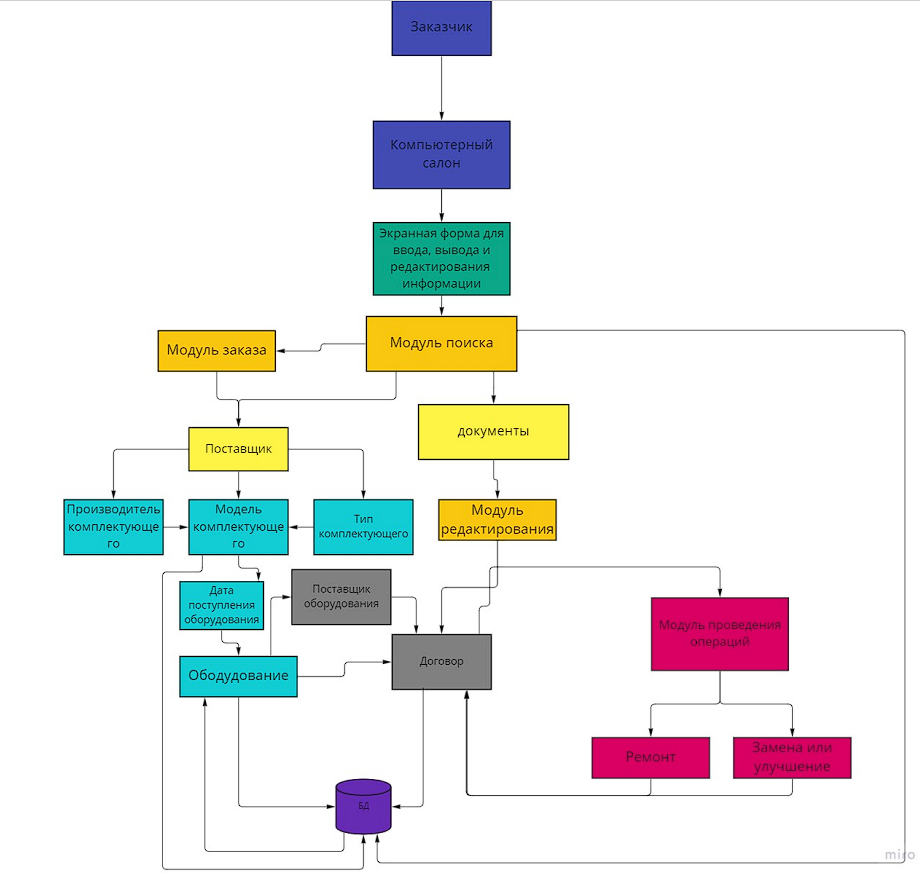 Заказчик
Компьютерный
салон
Экранная форма для
ввода, вывода и
редактирования
информации
Модуль заказа
Модуль поиска
документы
Поставщик
Производитель
комплектующе
го
Модель
комплектующе
го
Тип
комплектующего
Модуль
редактирования
Дата
поступления
оборудования
Поставщик
оборудования
Модуль проведения
операций
Ободудование
Договор
Ремонт
Замена или
улучшение
БД
miro